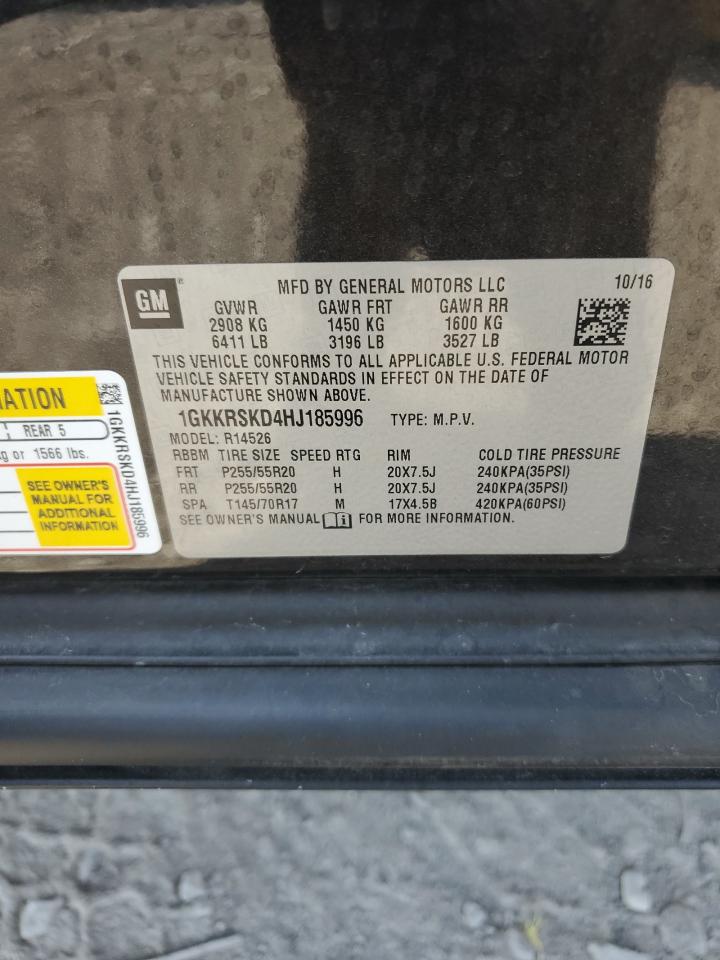 GM
MFD BY GENERAL MOTORS LLC 10/16
GVWR GAWR FRT GAWR RR
2908 KG 1450 KG 1600 KG
6411 LB 3196 LB 3527 LB
THIS VEHICLE CONFORMS TO ALL APPLICABLE U.S. FEDERAL MOTOR
VEHICLE SAFETY STANDARDS IN EFFECT ON THE DATE OF
MANUFACTURE SHOWN ABOVE.
1GKKRSKD4HJ185996 TYPE: M.P.V.
MODEL: R14526
RBBM TIRE SIZE SPEED RTG RIM COLD TIRE PRESSURE
FRT P255/55R20 H 20X7.5J 240KPA(35PSI)
RR P255/55R20 H 20X7.5J 240KPA(35PSI)
SPA T145/70R17 M 17X4.5B 420KPA(60PSI)
SEE OWNER'S MANUAL FOR MORE INFORMATION.
REAR 5
or 1566 lbs.
SEE OWNER'S
MANUAL FOR
ADDITIONAL
INFORMATION
1GKKRSKD4HJ185996